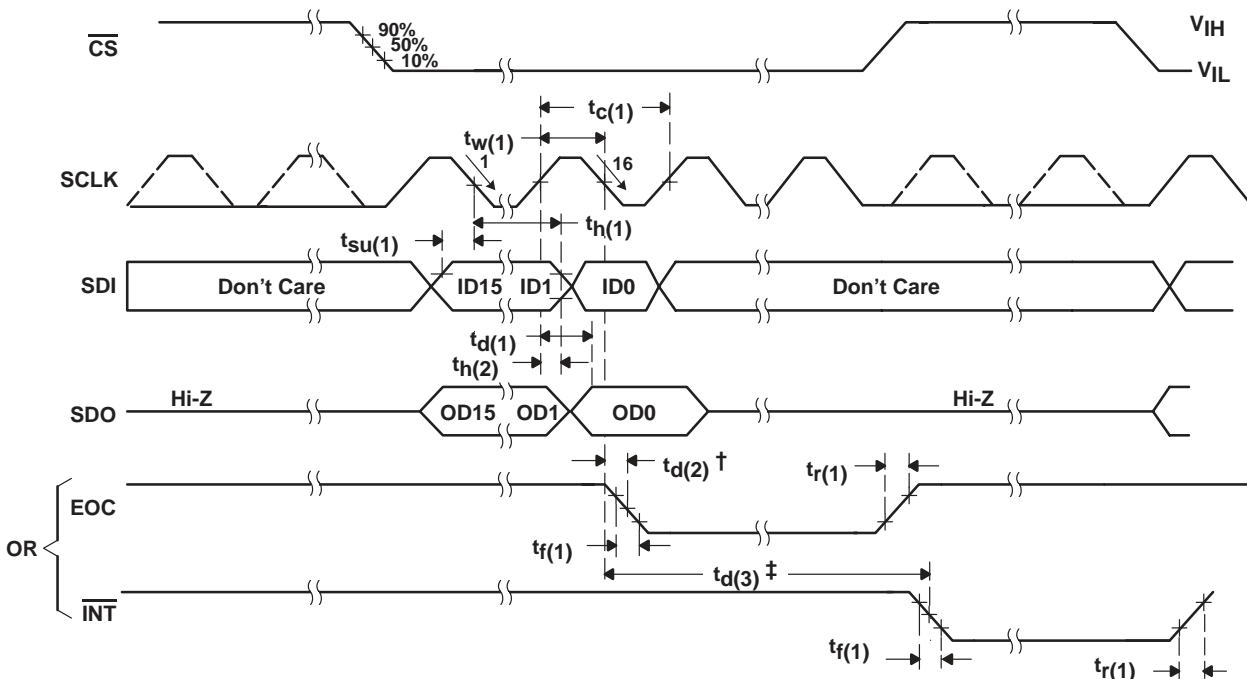 CS
90%
50%
10%
VIH
VIL
tc(1)
tw(1)
1
16
SCLK
th(1)
tsu(1)
SDI
Don't Care
ID15
ID1
ID0
Don't Care
td(1)
th(2)
Hi-Z
Hi-Z
SDO
OD15
OD1
OD0
td(2) †
tr(1)
EOC
OR
tf(1)
td(3) ‡
INT
tf(1)
tr(1)